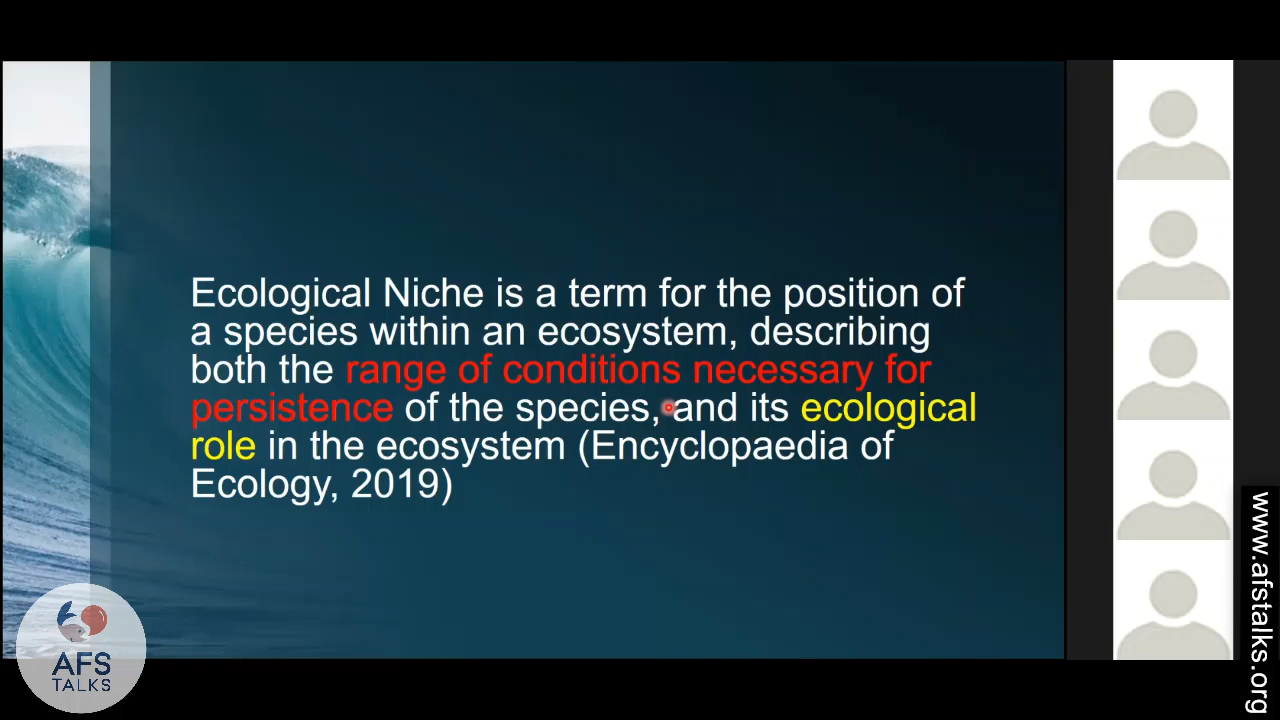 Ecological Niche is a term for the position of
a species within an ecosystem, describing
both the range of conditions necessary for
persistence of the species, and its ecological
role in the ecosystem (Encyclopaedia of
Ecology, 2019)
AFS
TALKS
www.afstalks.org